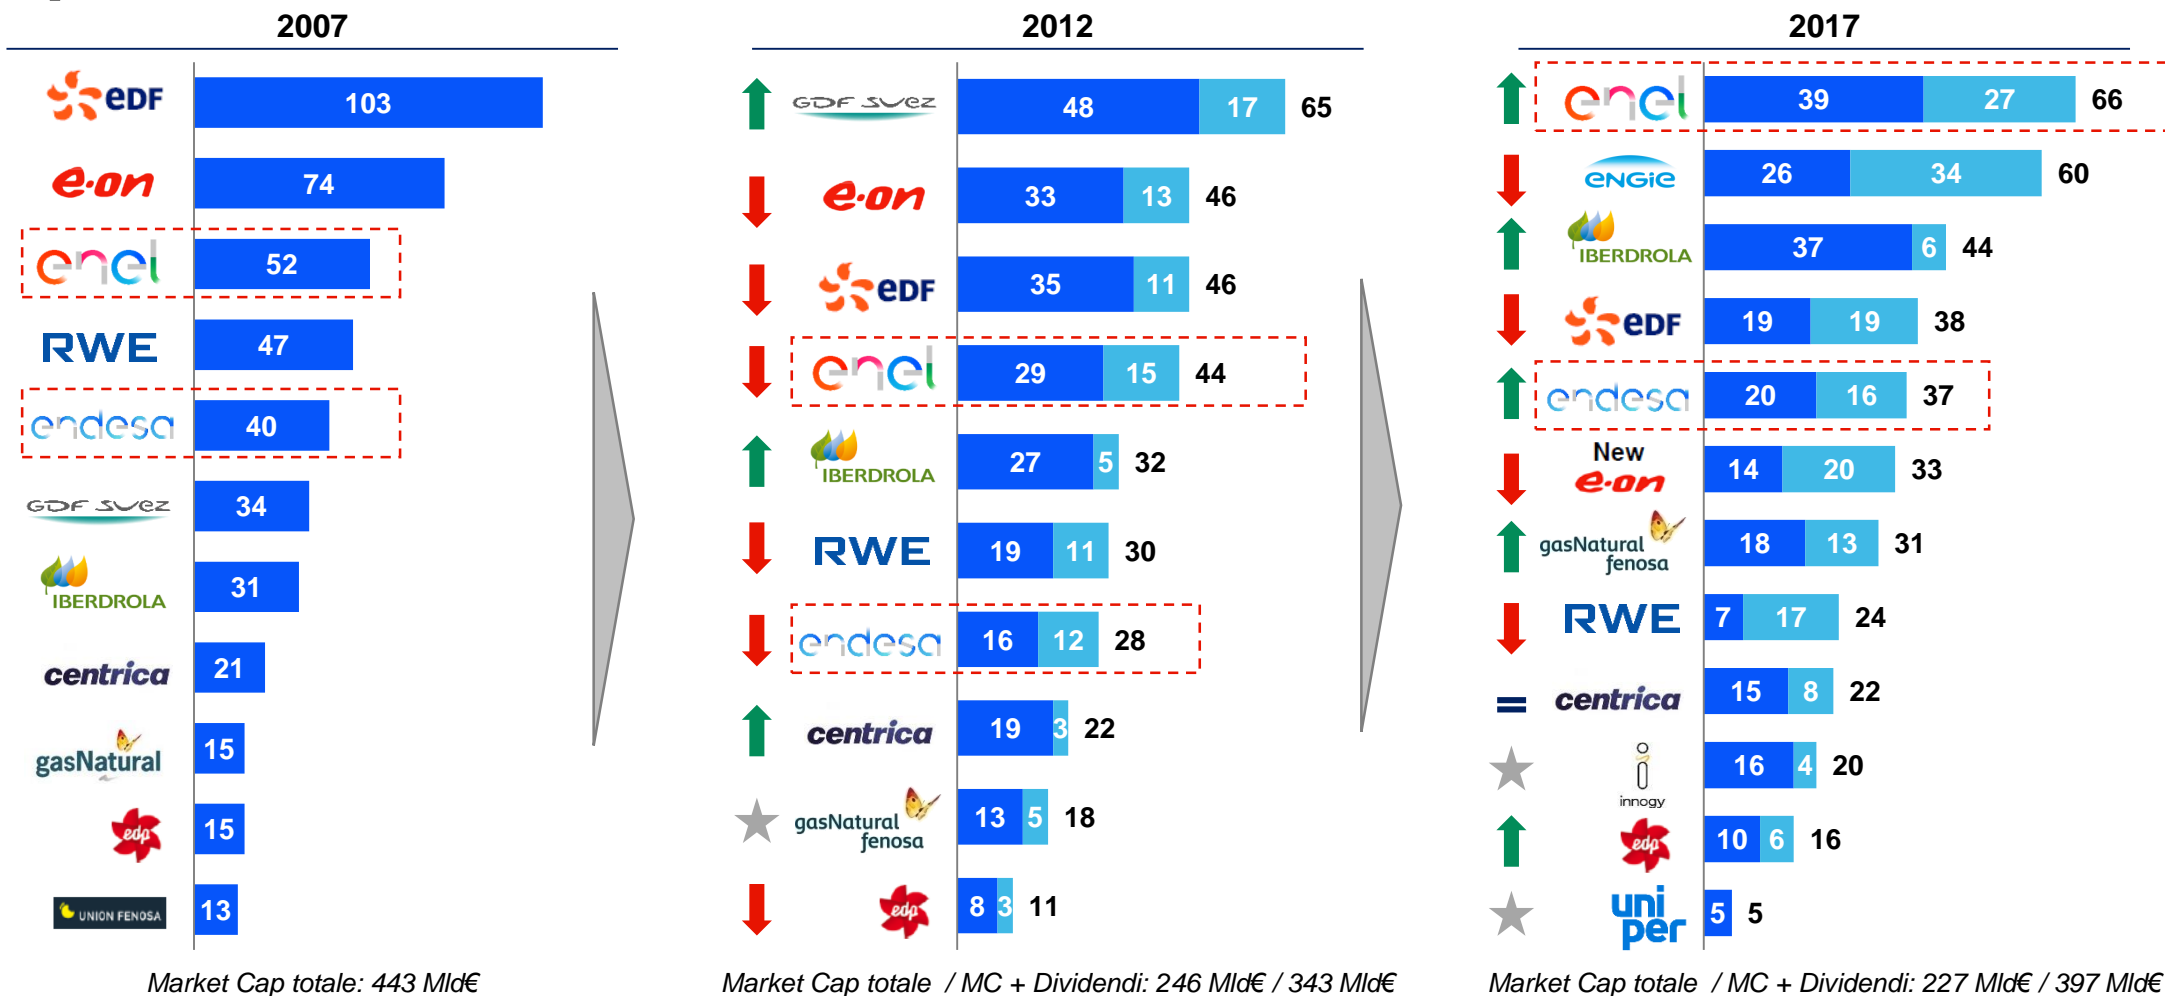 2007
eDF
103
e·on
74
enel
52
RWE
47
endesa
40
GDF SUEZ
34
IBERDROLA
31
centrica
21
gasNatural
15
edp
15
UNION FENOSA
13
Market Cap totale: 443 Mld€
2012
GDF SUEZ
48 17 65
e·on
33 13 46
eDF
35 11 46
enel
29 15 44
IBERDROLA
27 5 32
RWE
19 11 30
endesa
16 12 28
centrica
19 3 22
gasNatural
fenosa
13 5 18
edp
8 3 11
Market Cap totale / MC + Dividendi: 246 Mld€ / 343 Mld€
2017
enel
39 27 66
eNGie
26 34 60
IBERDROLA
37 6 44
eDF
19 19 38
endesa
20 16 37
New
e·on
14 20 33
gasNatural
fenosa
18 13 31
RWE
7 17 24
= centrica
15 8 22
innogy
16 4 20
edp
10 6 16
uni
per
5 5
Market Cap totale / MC + Dividendi: 227 Mld€ / 397 Mld€